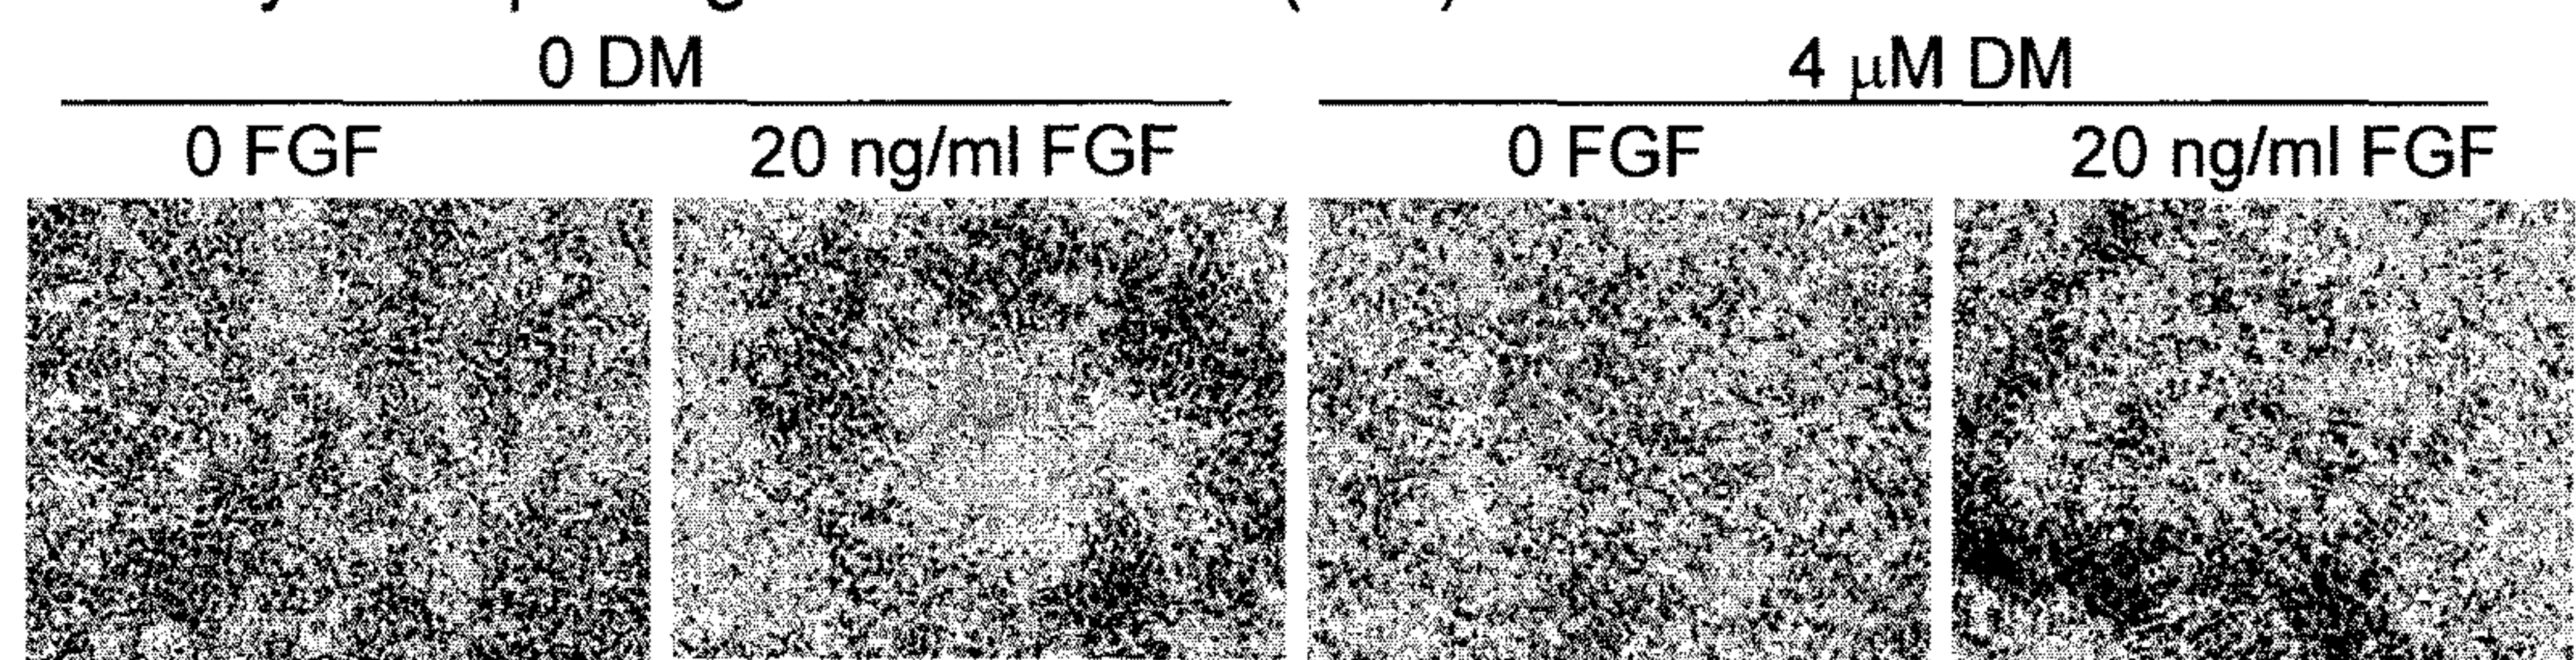 0 DM 4 μM DM
0 FGF 20 ng/ml FGF 0 FGF 20 ng/ml FGF